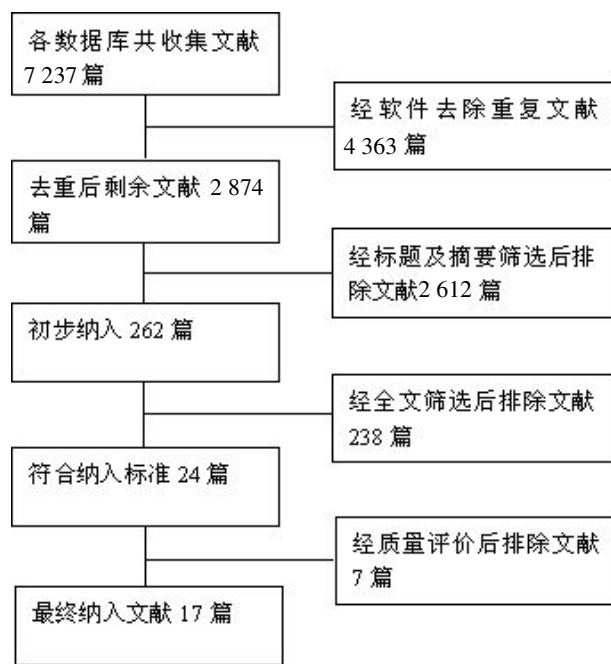 各数据库共收集文献
7 237篇
经软件去除重复文献
4 363 篇
去重后剩余文献 2 874
篇
经标题及摘要筛选后排
除文献2 612 篇
初步纳入 262 篇
经全文筛选后排除文献
238 篇
符合纳入标准 24 篇
经质量评价后排除文献
7 篇
最终纳入文献 17 篇